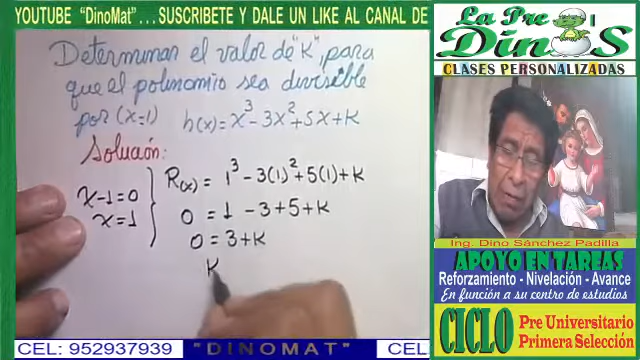 YOUTUBE "DinoMat"...SUSCRIBETE Y DALE UN LIKE AL CANAL DE
La Pre
DinoS
CLASES PERSONALIZADAS
Determinar el valor de "K", para
que el polinomio sea divisible
por (x=1) h(x)=x³-3x²+5x+K
Solución:
x-1=0
x=1
R(x) = 1³-3(1)²+5(1)+K
0 = 1-3+5+K
0=3+K
K
Ing. Dino Sánchez Padilla
APOYO EN TAREAS
Reforzamiento - Nivelación - Avance
En función a su centro de estudios
CICLO Pre Universitario
Primera Selección
CEL: 952937939 "DINOMAT" CEL